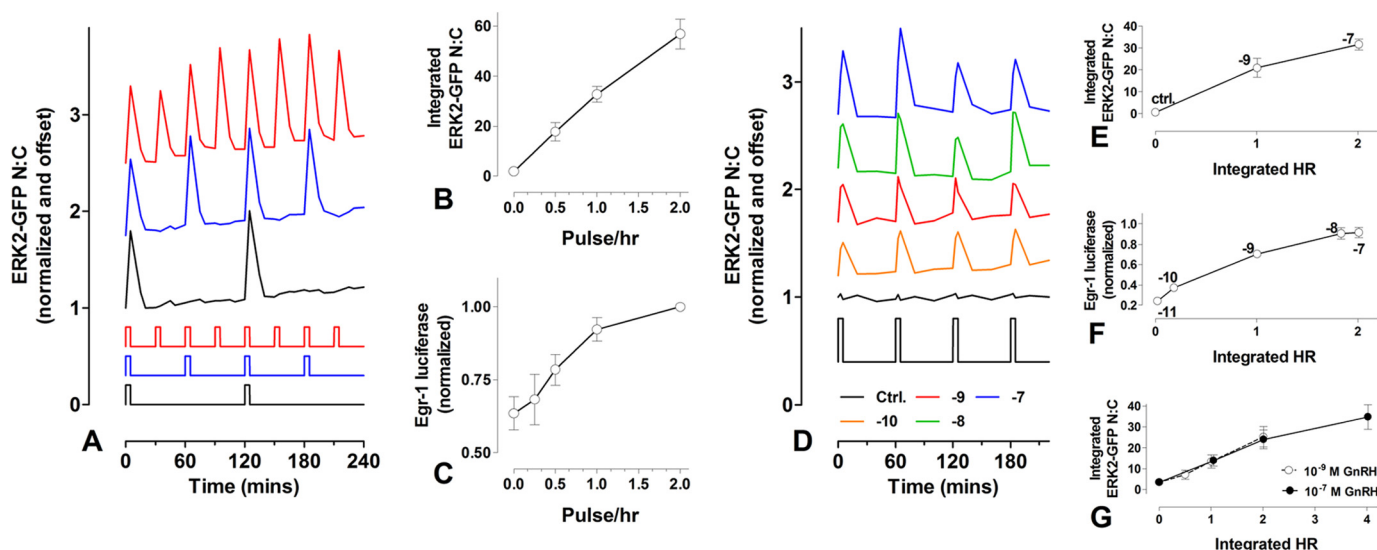 ERK2-GFP N:C
(normalized and offset)
3
2
1
0
A
0 60 120 180 240
Time (mins)
Integrated
ERK2-GFP N:C
60
40
20
0
B
0.0 0.5 1.0 2.0
Pulse/hr
Egr-1 luciferase
(normalized)
1.00
0.75
0.50
C
0.0 0.5 1.0 2.0
Pulse/hr
ERK2-GFP N:C
(normalized and offset)
3
2
1
0
Ctrl. -9 -7
-10 -8
D
0 60 120 180
Time (mins)
Integrated
ERK2-GFP N:C
40
30
20
10
0
ctrl.
-9
-7
E
0 1 2
Integrated HR
Egr-1 luciferase
(normalized)
1.0
0.8
0.6
0.4
0.2
-11
-10
-9
-8
-7
F
0 1 2
Integrated HR
Integrated
ERK2-GFP N:C
40
30
20
10
0
10-9 M GnRH
10-7 M GnRH
G
0 1 2 3 4
Integrated HR